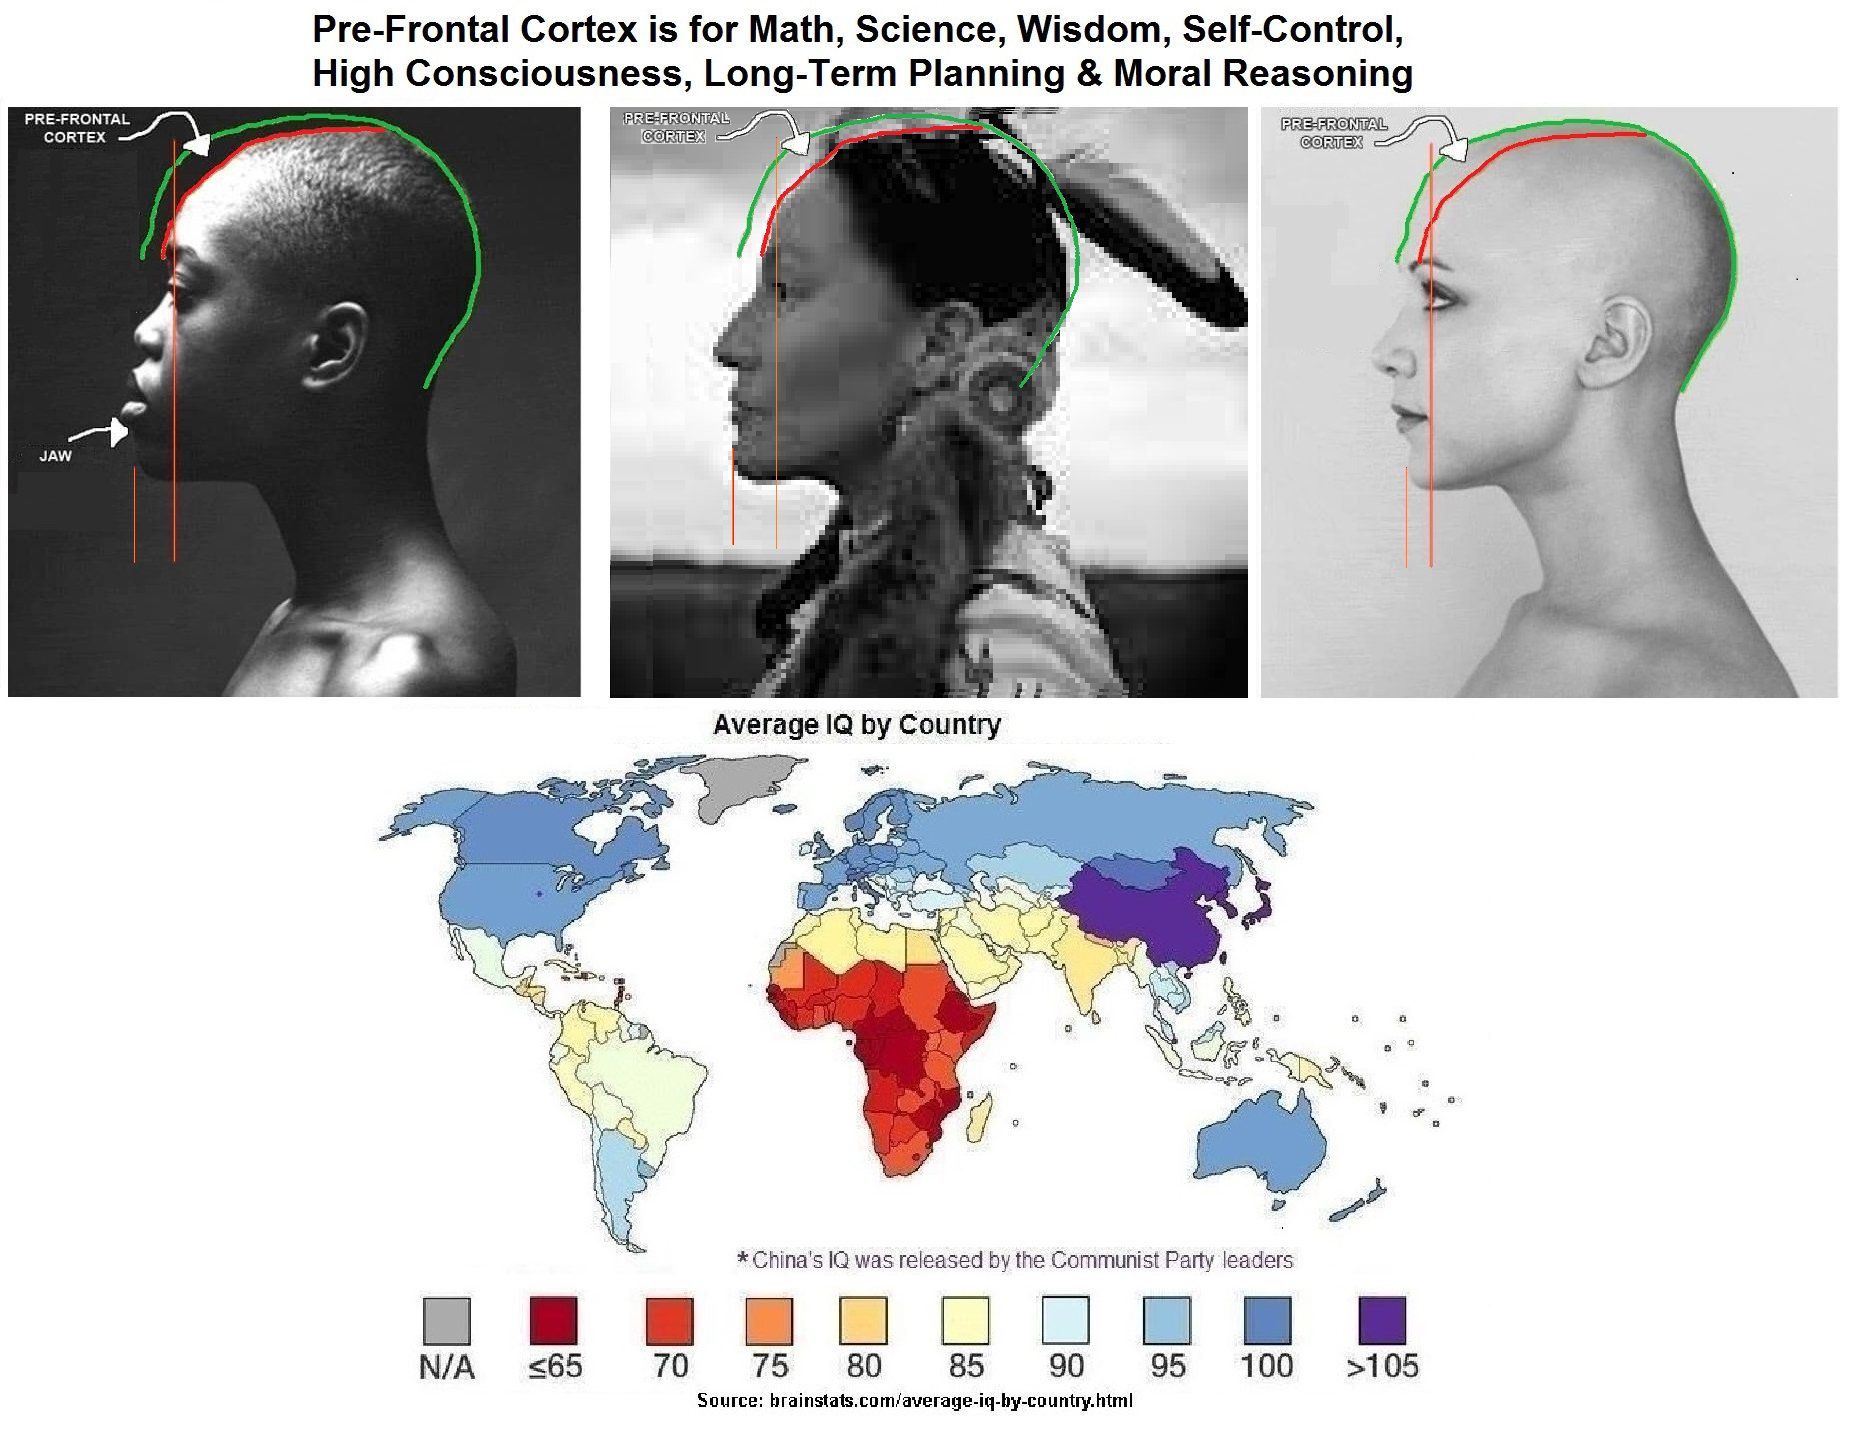 Pre-Frontal Cortex is for Math, Science, Wisdom, Self-Control,
High Consciousness, Long-Term Planning & Moral Reasoning
PRE-FRONTAL
CORTEX
JAW
PRE-FRONTAL
CORTEX
PRE-FRONTAL
CORTEX
Average IQ by Country
* China's IQ was released by the Communist Party leaders
N/A ≤65 70 75 80 85 90 95 100 >105
Source: brainstats.com/average-iq-by-country.html